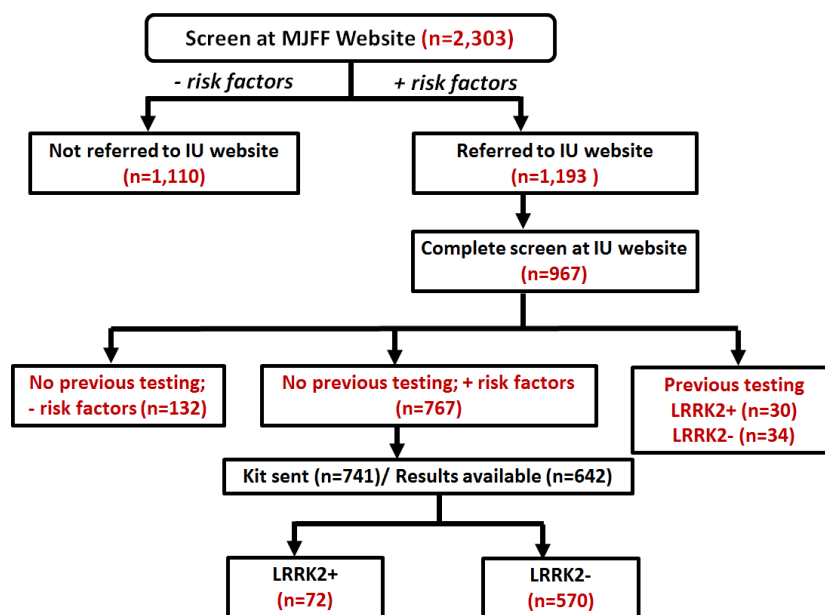 Screen at MJFF Website (n=2,303)
- risk factors
+ risk factors
Not referred to IU website
(n=1,110)
Referred to IU website
(n=1,193 )
Complete screen at IU website
(n=967)
No previous testing;
- risk factors (n=132)
No previous testing; + risk factors
(n=767)
Previous testing
LRRK2+ (n=30)
LRRK2- (n=34)
Kit sent (n=741)/ Results available (n=642)
LRRK2+
(n=72)
LRRK2-
(n=570)